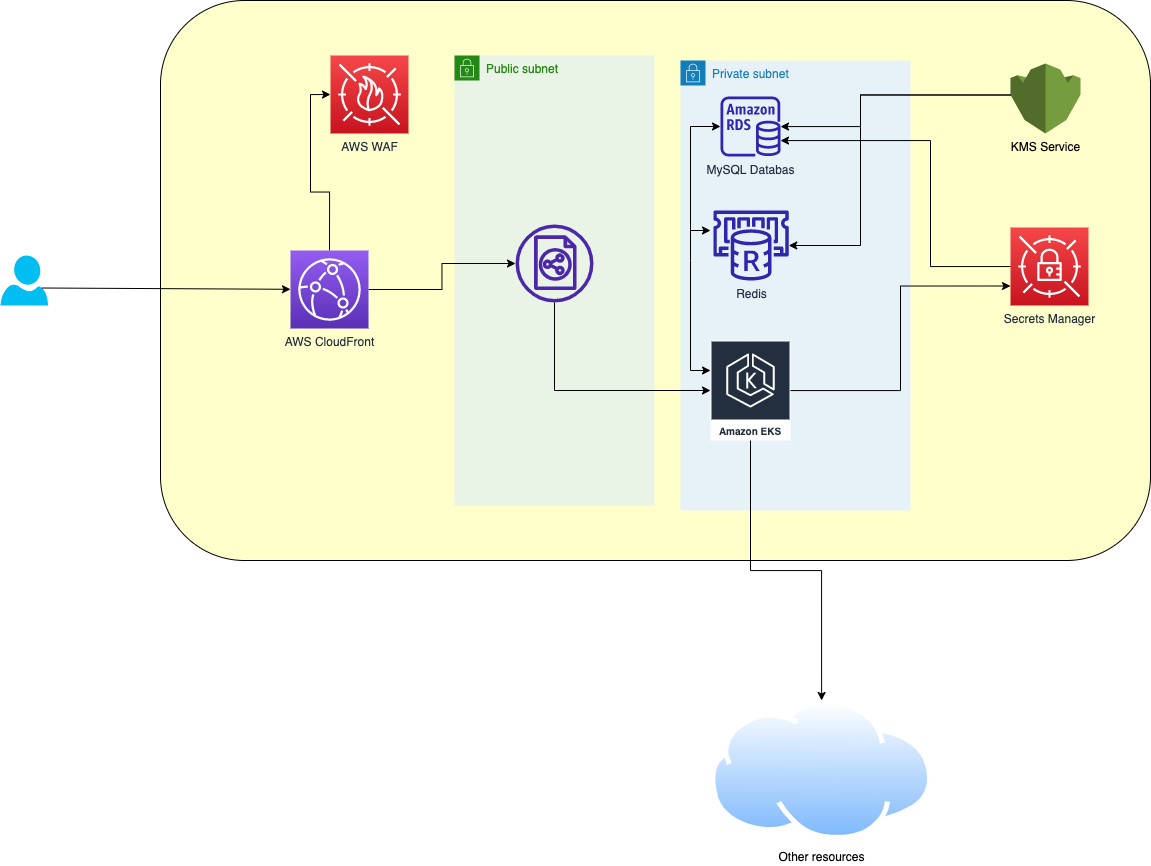 AWS WAF
Public subnet
Private subnet
Amazon
RDS
MySQL Databas
KMS Service
R
Redis
Secrets Manager
AWS CloudFront
K
Amazon EKS
Other resources